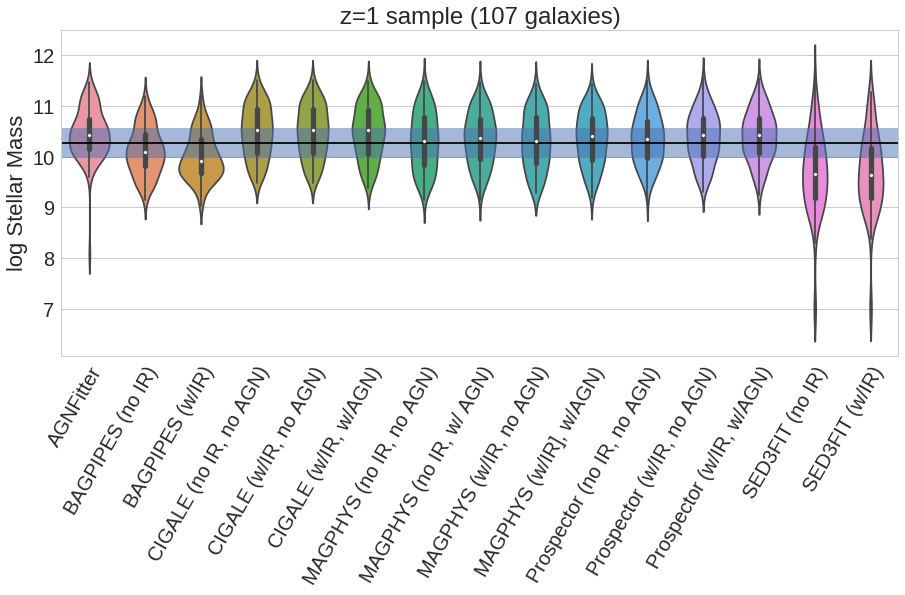 z=1 sample (107 galaxies)
log Stellar Mass
12
11
10
9
8
7
AGNFitter
BAGPIPES (no IR)
BAGPIPES (w/IR)
CIGALE (no IR, no AGN)
CIGALE (w/IR, no AGN)
CIGALE (w/IR, w/AGN)
MAGPHYS (no IR, no AGN)
MAGPHYS (no IR, w/ AGN)
MAGPHYS (w/IR, no AGN)
MAGPHYS (w/IR], w/AGN)
Prospector (no IR, no AGN)
Prospector (w/IR, no AGN)
Prospector (w/IR, w/AGN)
SED3FIT (no IR)
SED3FIT (w/IR)